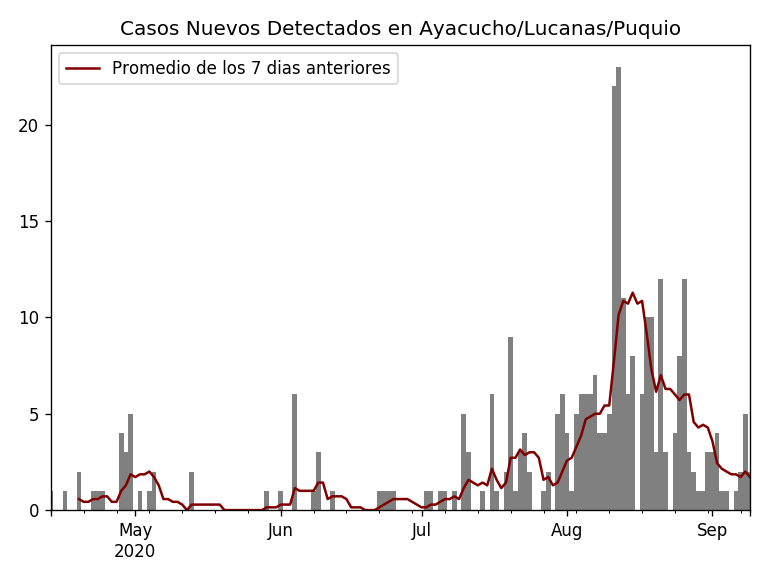 Casos Nuevos Detectados en Ayacucho/Lucanas/Puquio
Promedio de los 7 dias anteriores
20
15
10
5
0
May Jun Jul Aug Sep
2020